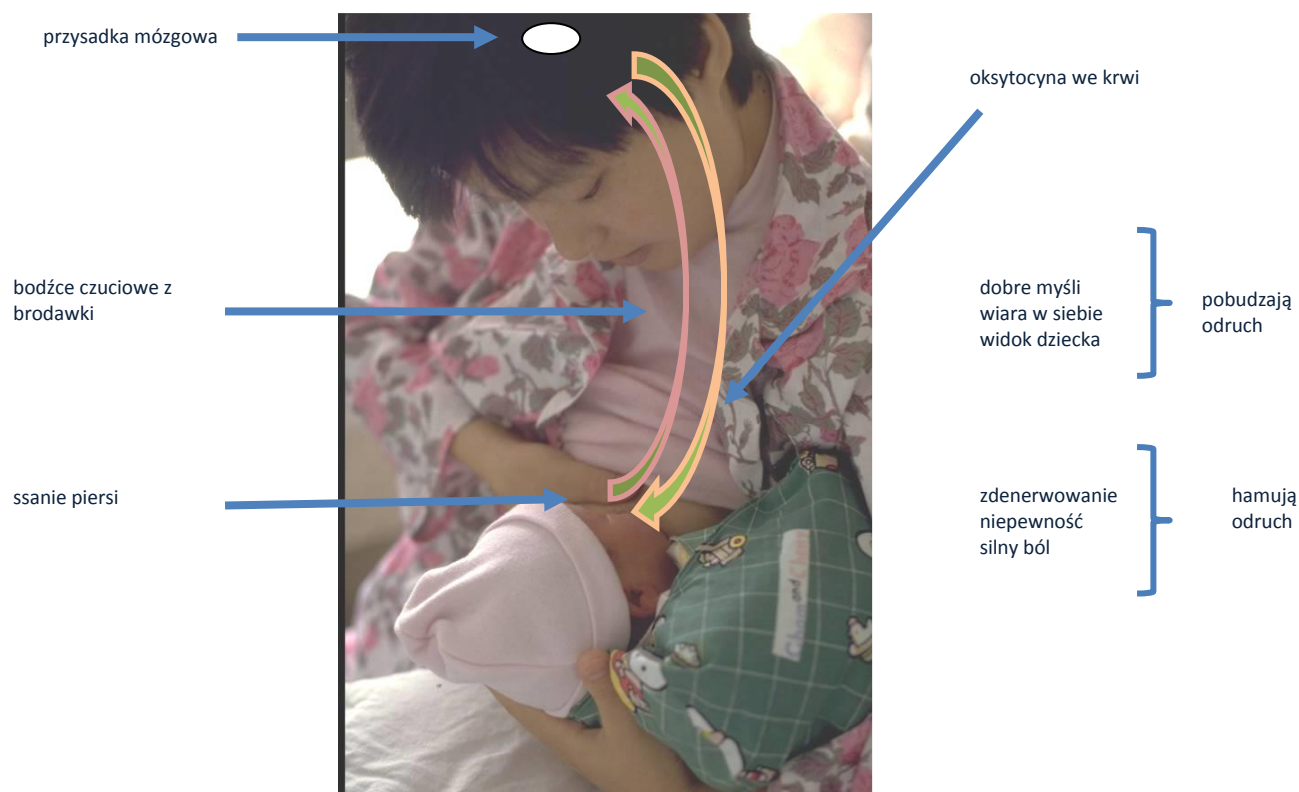 przysadka mózgowa
oksytocyna we krwi
bodźce czuciowe z
brodawki
dobre myśli
wiara w siebie
widok dziecka
pobudzają
odruch
ssanie piersi
zdenerwowanie
niepewność
silny ból
hamują
odruch
and